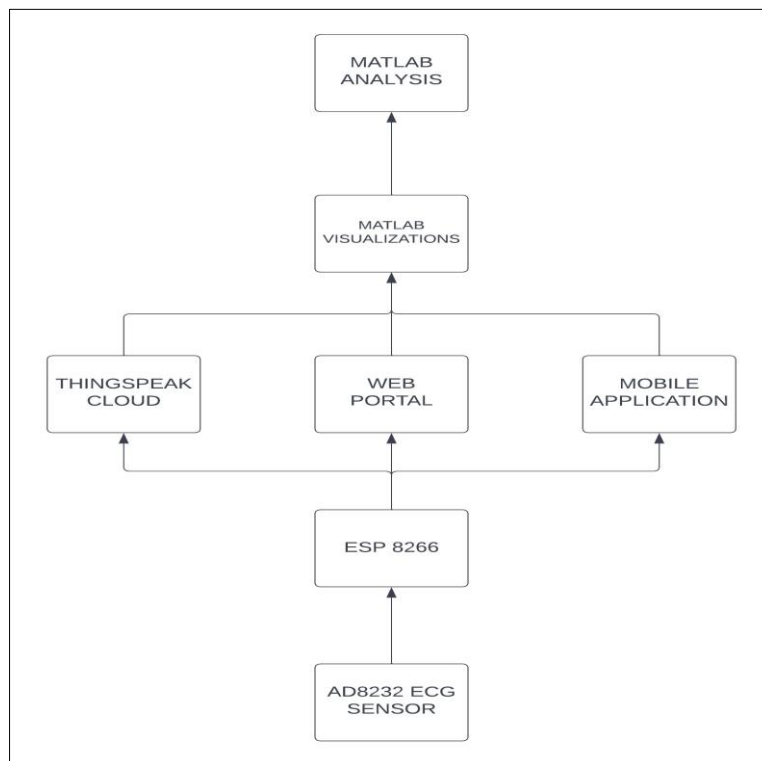 MATLAB
ANALYSIS
MATLAB
VISUALIZATIONS
THINGSPEAK
CLOUD
WEB
PORTAL
MOBILE
APPLICATION
ESP 8266
AD8232 ECG
SENSOR